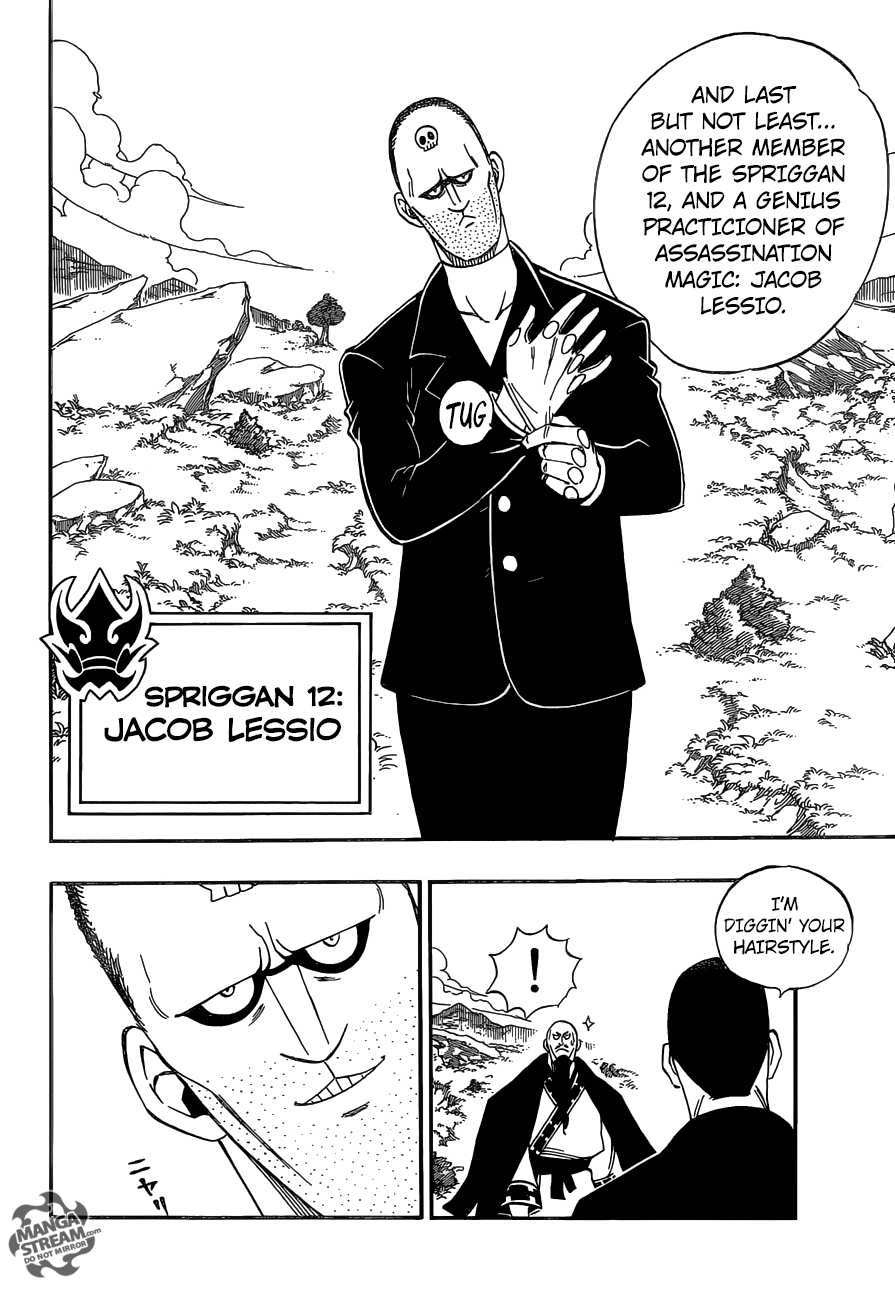 AND LAST
BUT NOT LEAST...
ANOTHER MEMBER
OF THE SPRIGGAN
12, AND A GENIUS
PRACTICIONER OF
ASSASSINATION
MAGIC: JACOB
LESSIO.
TUG
SPRIGGAN 12:
JACOB LESSIO
I'M
DIGGIN' YOUR
HAIRSTYLE.
!
ニヤリ
MANGA
STREAM.com
DO NOT MIRROR